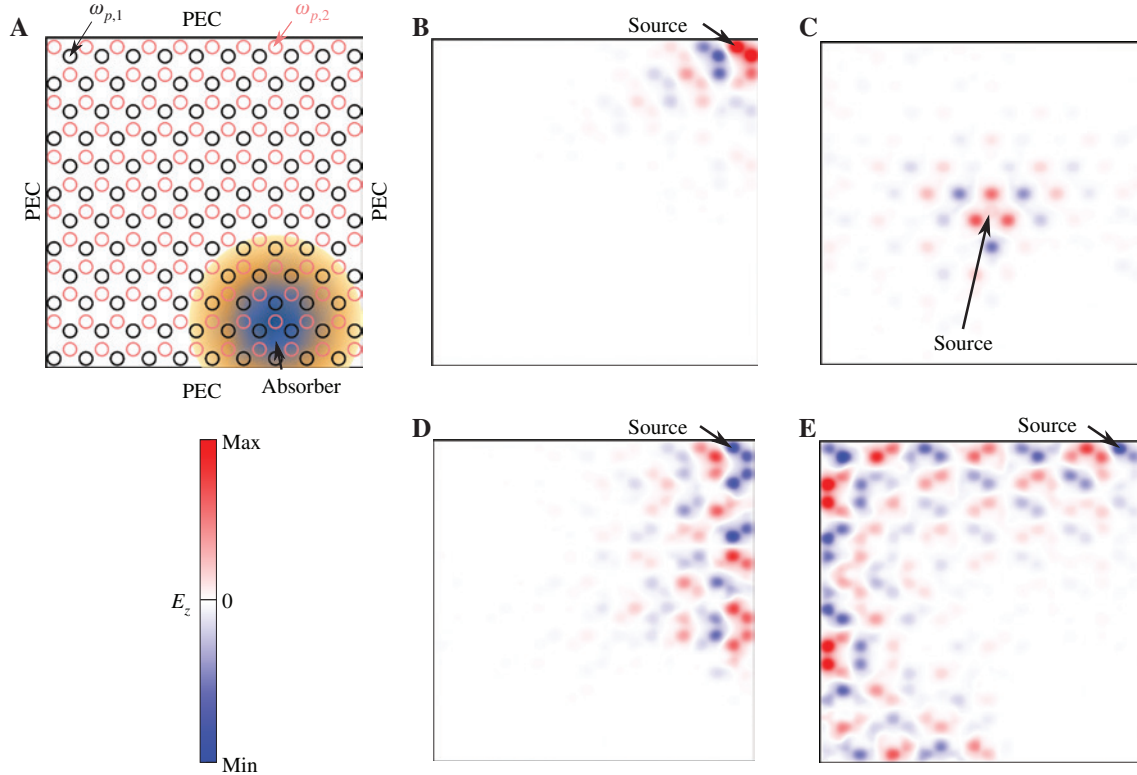 A
ω_{p,1}
PEC
ω_{p,2}
PEC
PEC
Absorber
PEC
B
Source
C
Source
Max
E_z
0
Min
D
Source
E
Source